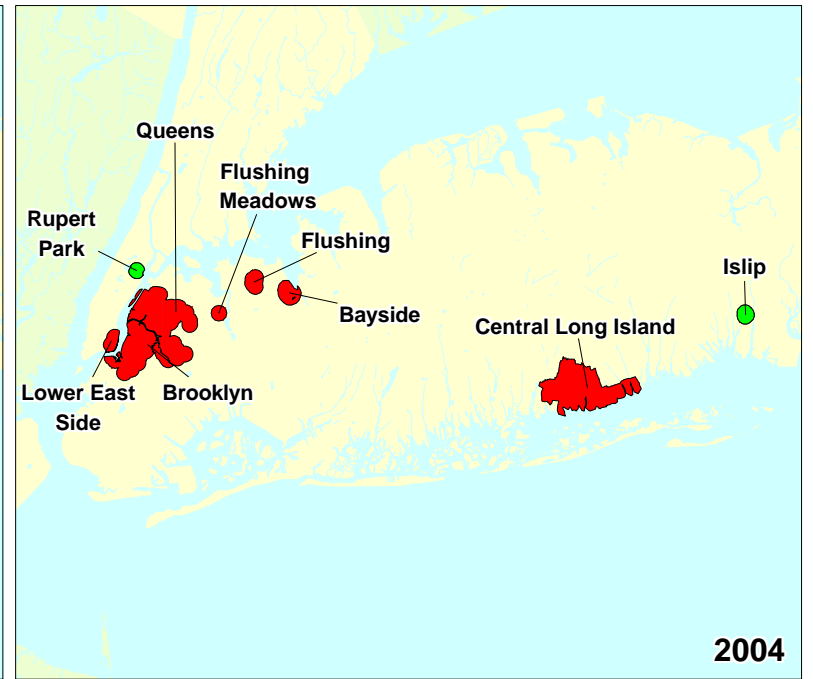 Queens
Flushing
Meadows
Rupert
Park
Flushing
Islip
Bayside
Central Long Island
Lower East
Side
Brooklyn
2004